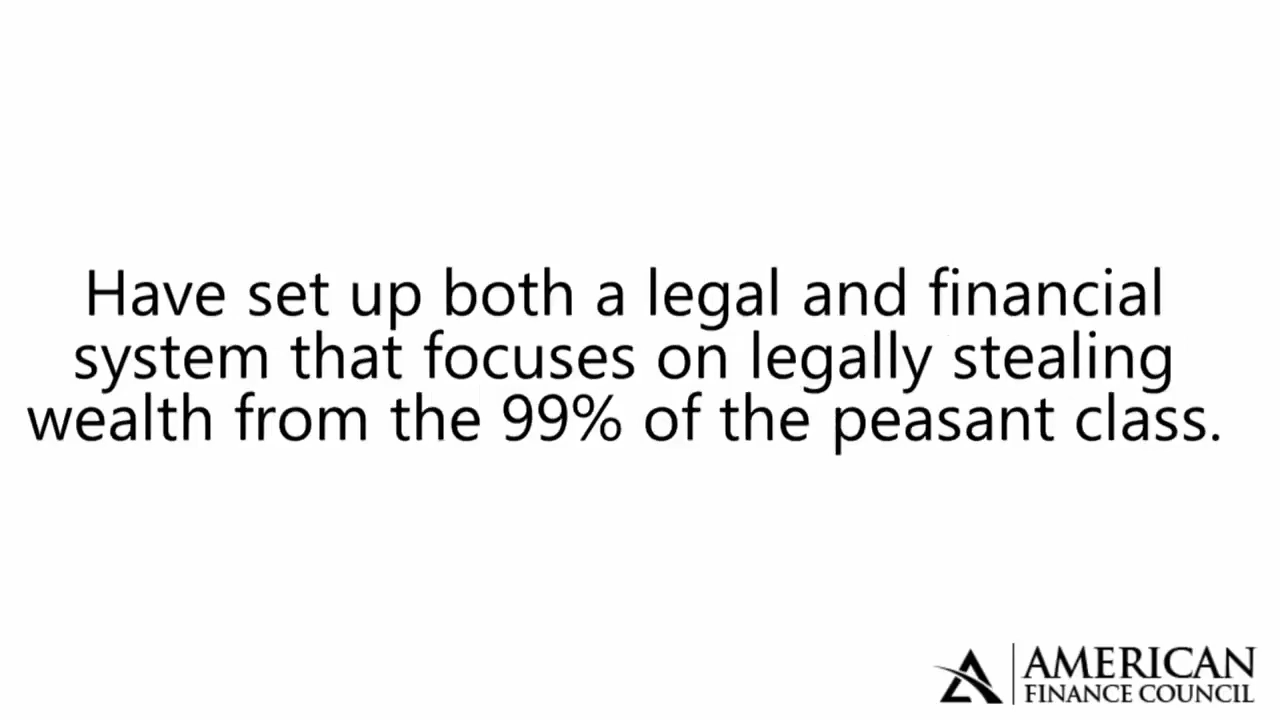 Have set up both a legal and financial
system that focuses on legally stealing
wealth from the 99% of the peasant class.
AMERICAN
FINANCE COUNCIL